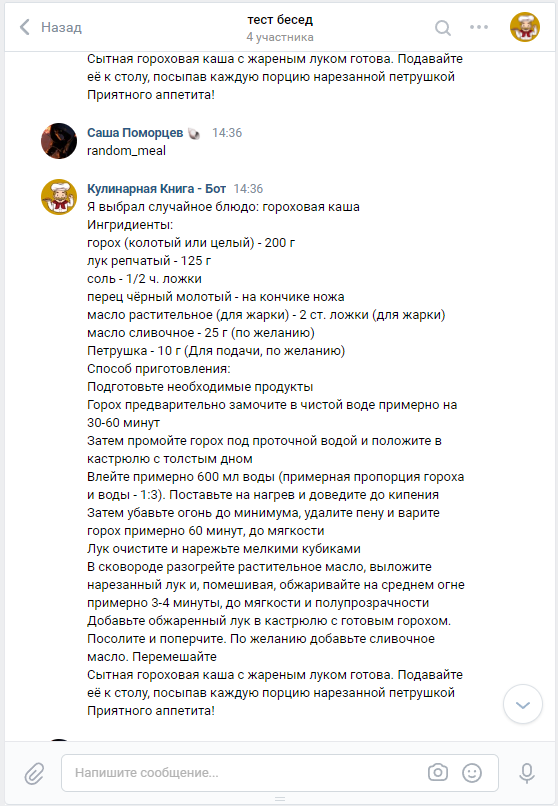 Назад
тест бесед
4 участника
Сытная гороховая каша с жареным луком готова. Подавайте
её к столу, посыпав каждую порцию нарезанной петрушкой
Приятного аппетита!
Саша Поморцев 14:36
random_meal
Кулинарная Книга - Бот 14:36
Я выбрал случайное блюдо: гороховая каша
Ингридиенты:
горох (колотый или целый) - 200 г
лук репчатый - 125 г
соль - 1/2 ч. ложки
перец чёрный молотый - на кончике ножа
масло растительное (для жарки) - 2 ст. ложки (для жарки)
масло сливочное - 25 г (по желанию)
Петрушка - 10 г (Для подачи, по желанию)
Способ приготовления:
Подготовьте необходимые продукты
Горох предварительно замочите в чистой воде примерно на
30-60 минут
Затем промойте горох под проточной водой и положите в
кастрюлю с толстым дном
Влейте примерно 600 мл воды (примерная пропорция гороха
и воды - 1:3). Поставьте на нагрев и доведите до кипения
Затем убавьте огонь до минимума, удалите пену и варите
горох примерно 60 минут, до мягкости
Лук очистите и нарежьте мелкими кубиками
В сковороде разогрейте растительное масло, выложите
нарезанный лук и, помешивая, обжаривайте на среднем огне
примерно 3-4 минуты, до мягкости и полупрозрачности
Добавьте обжаренный лук в кастрюлю с готовым горохом.
Посолите и поперчите. По желанию добавьте сливочное
масло. Перемешайте
Сытная гороховая каша с жареным луком готова. Подавайте
её к столу, посыпав каждую порцию нарезанной петрушкой
Приятного аппетита!
Напишите сообщение...